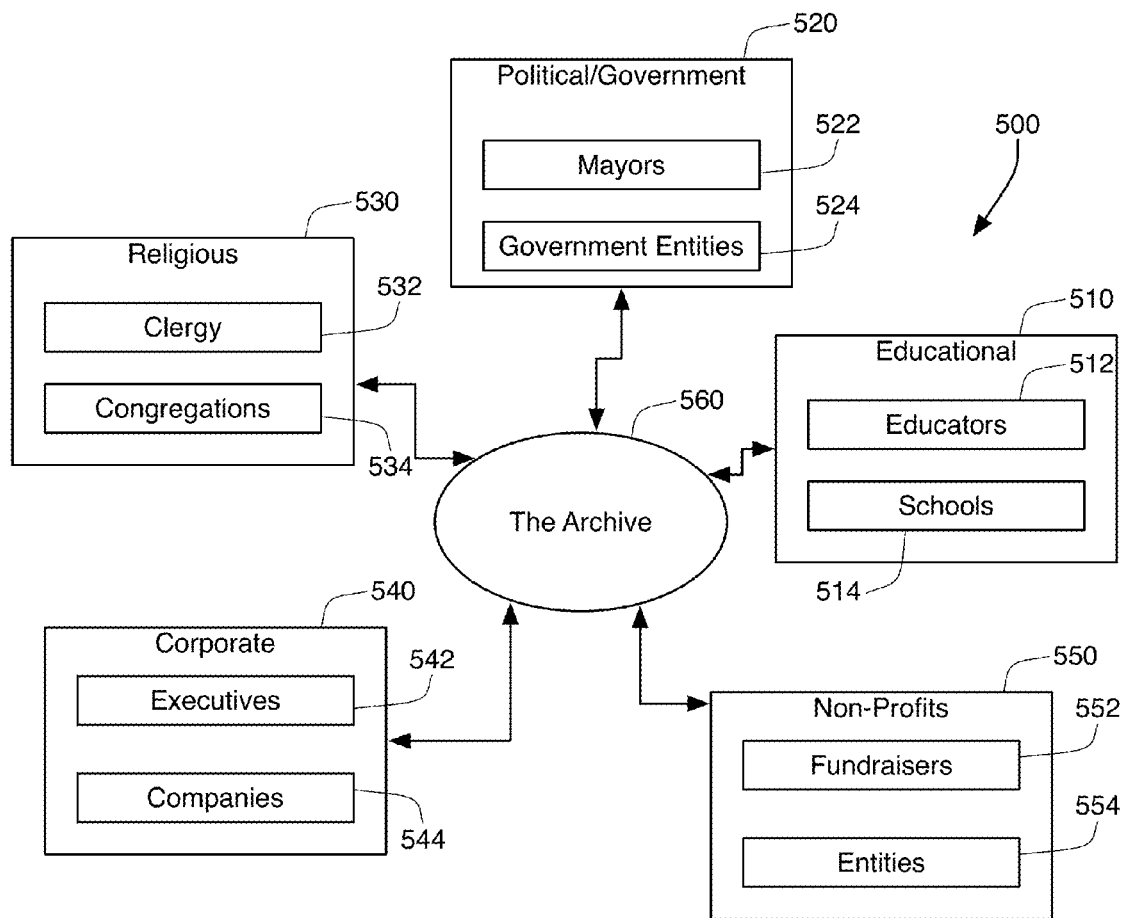 520
Political/Government
522
Mayors
524
Government Entities
500
530
Religious
532
Clergy
Congregations
534
510
Educational
512
Educators
Schools
514
560
The Archive
540
Corporate
542
Executives
Companies
544
550
Non-Profits
552
Fundraisers
554
Entities